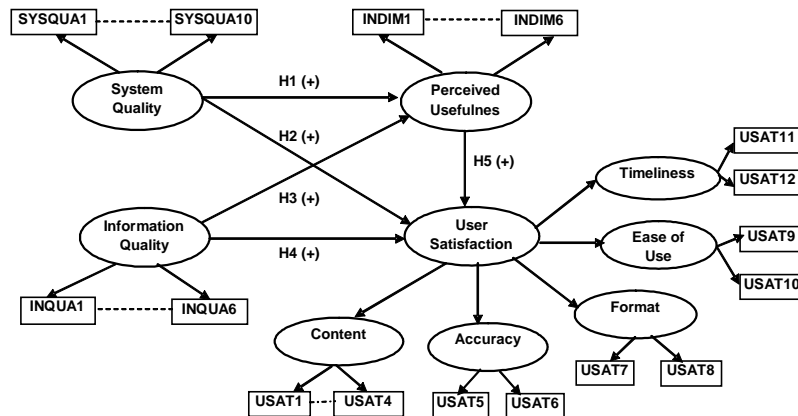 SYSQUA1
SYSQUA10
INDIM1
INDIM6
System
Quality
H1 (+)
Perceived
Usefulnes
H2 (+)
H5 (+)
USAT11
Timeliness
USAT12
H3 (+)
Information
Quality
User
Satisfaction
H4 (+)
Ease of
Use
USAT9
USAT10
INQUA1
INQUA6
Content
Accuracy
Format
USAT7
USAT8
USAT1
USAT4
USAT5
USAT6